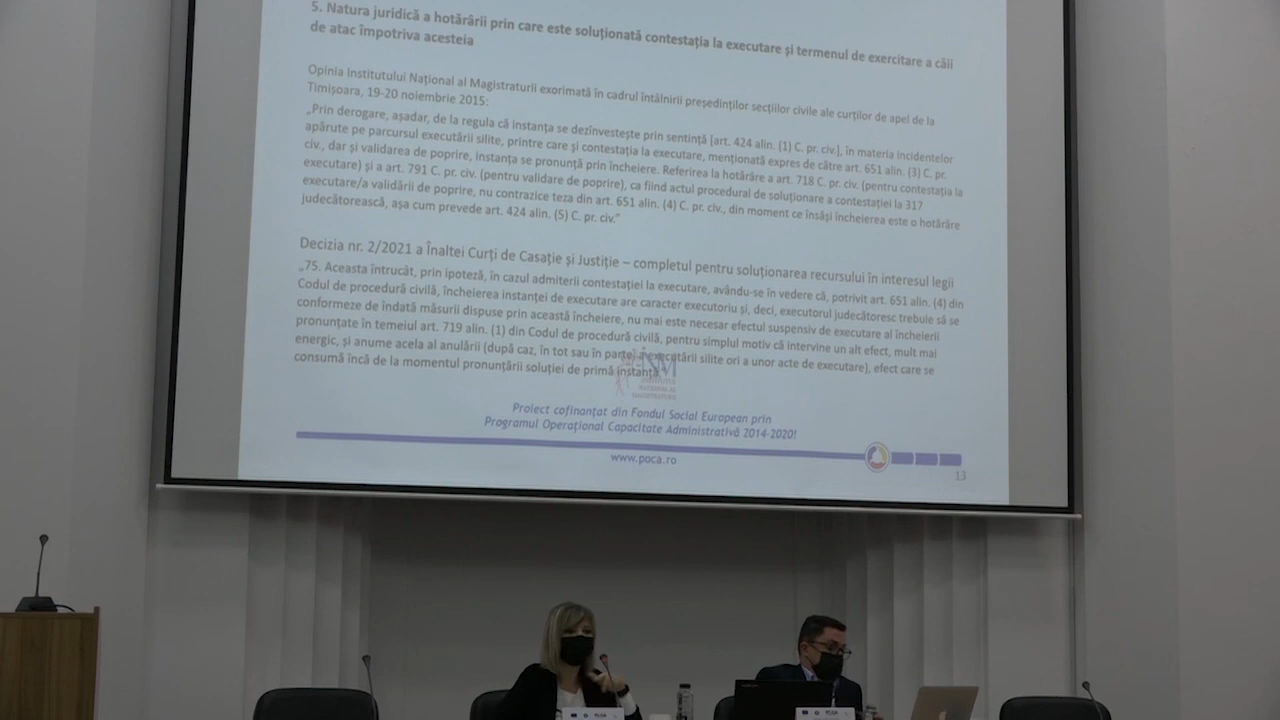 5. Natura juridică a hotărârii prin care este soluționată contestația la executare și termenul de exercitare a căii
de atac împotriva acesteia
Opinia Institutului Național al Magistraturii exorimată în cadrul întâlnirii președinților secțiilor civile ale curților de apel de la
Timișoara, 19-20 noiembrie 2015:
„Prin derogare, așadar, de la regula că instanța se dezînvestește prin sentință [art. 424 alin. (1) C. pr. civ.], în materia incidentelor
apărute pe parcursul executării silite, printre care și contestația la executare, menționată expres de către art. 651 alin. (3) C. pr.
civ., dar și validarea de poprire, instanța se pronunță prin încheiere. Referirea la hotărâre a art. 718 C. pr. civ. (pentru contestația la
executare) și a art. 791 C. pr. civ. (pentru validare de poprire), ca fiind actul procedural de soluționare a contestației la 317
executare/a validării de poprire, nu contrazice teza din art. 651 alin. (4) C. pr. civ., din moment ce însăși încheierea este o hotărâre
judecătorească, așa cum prevede art. 424 alin. (5) C. pr. civ.”
Decizia nr. 2/2021 a Înaltei Curți de Casație și Justiție – completul pentru soluționarea recursului în interesul legii
„75. Aceasta întrucât, prin ipoteză, în cazul admiterii contestației la executare, avându-se în vedere că, potrivit art. 651 alin. (4) din
Codul de procedură civilă, încheierea instanței de executare are caracter executoriu și, deci, executorul judecătoresc trebuie să se
conformeze de îndată măsurii dispuse prin această încheiere, nu mai este necesar efectul suspensiv de executare al încheierii
pronunțate în temeiul art. 719 alin. (1) din Codul de procedură civilă, pentru simplul motiv că intervine un alt efect, mult mai
energic, și anume acela al anulării (după caz, în tot sau în parte) a executării silite ori a unor acte de executare), efect care se
consumă încă de la momentul pronunțării soluției de primă instanță.
INSTITUTUL
NAȚIONAL AL
MAGISTRATURII
Proiect cofinanțat din Fondul Social European prin
Programul Operațional Capacitate Administrativă 2014-2020!
www.poca.ro
13